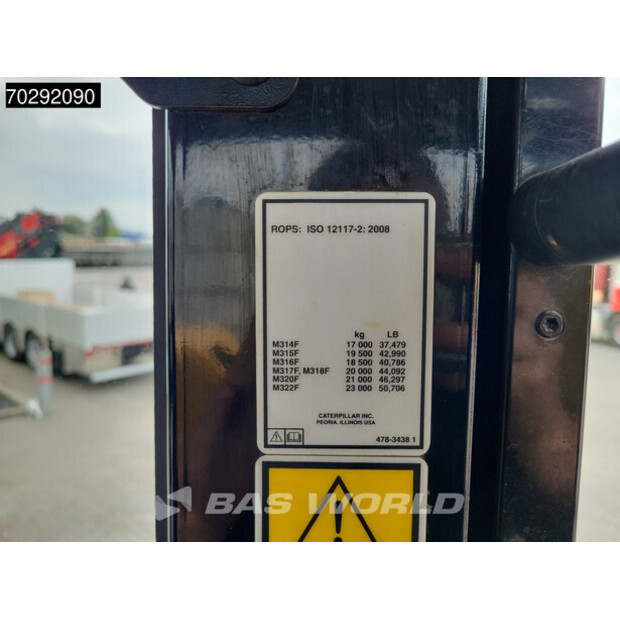 70292090
ROPS: ISO 12117-2: 2008
kg LB
M314F 17 000 37,479
M315F 19 500 42,990
M316F 18 500 40,786
M317F, M318F 20 000 44,092
M320F 21 000 46,297
M322F 23 000 50,706
CATERPILLAR INC.
PEORIA, ILLINOIS USA
478-3438 1
BAS WORLD